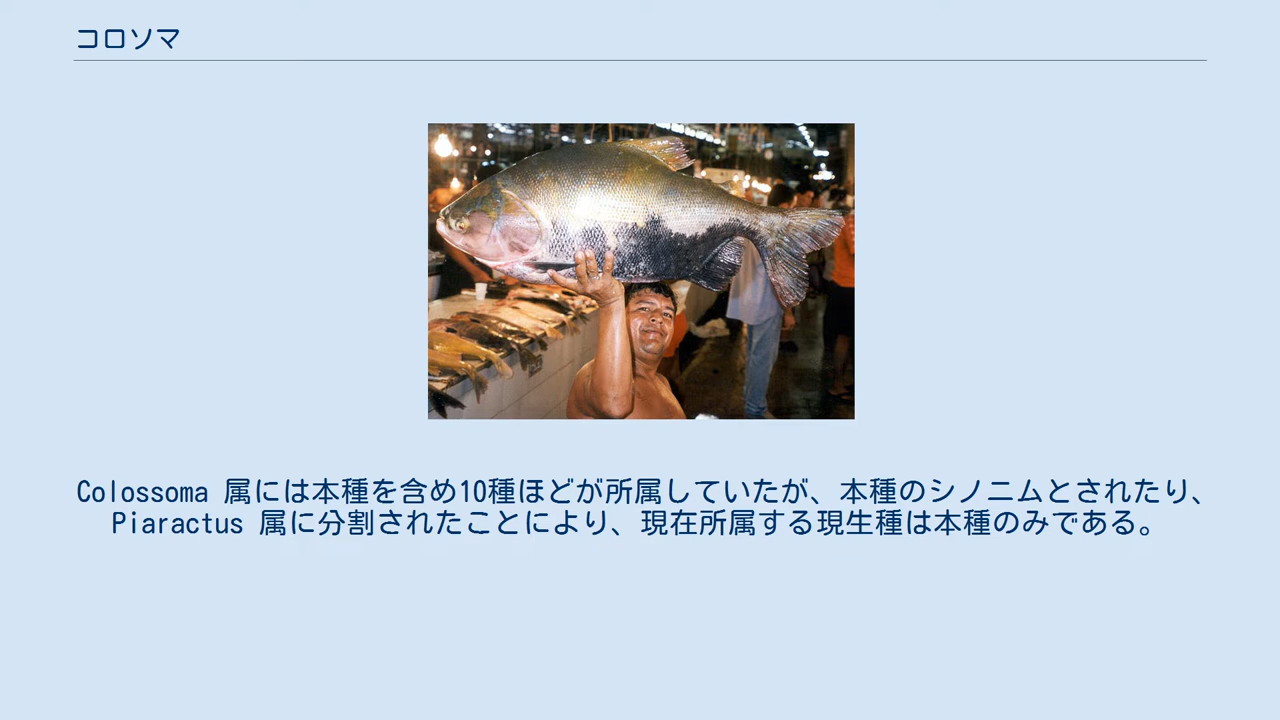 コロソマ
Colossoma 属には本種を含め10種ほどが所属していたが、本種のシノニムとされたり、
Piaractus 属に分割されたことにより、現在所属する現生種は本種のみである。